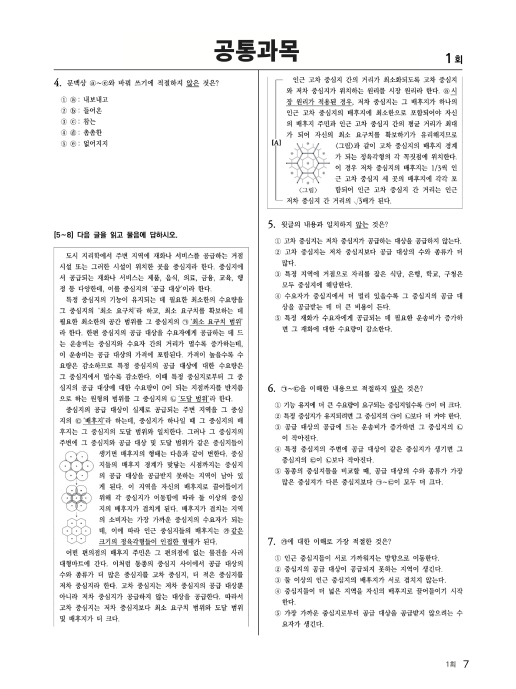 공통과목
1 회
4. 문맥상 ⓐ~ⓔ와 바꿔 쓰기에 적절하지 않은 것은?
① ⓐ: 내보내고
② ⓑ: 들어온
③ ⓒ: 잡는
④ ⓓ: 촘촘한
⑤ ⓔ: 멀어지지
[5~8] 다음 글을 읽고 물음에 답하시오.
도시 지리학에서 주변 지역에 재화나 서비스를 공급하는 거점
시설 또는 그러한 시설이 위치한 곳을 중심지라 한다. 중심지에
서 공급되는 재화나 서비스는 제품, 음식, 의료, 금융, 교육, 행
정 등 다양한데, 이를 중심지의 '공급 대상'이라 한다.
특정 중심지의 기능이 유지되는 데 필요한 최소한의 수요량을
그 중심지의 '최소 요구치'라 하고, 최소 요구치를 확보하는 데
필요한 최소한의 공간 범위를 그 중심지의 ㉠ '최소 요구치 범위'
라 한다. 한편 중심지의 공급 대상을 수요자에게 공급하는 데 드
는 운송비는 중심지와 수요자 간의 거리가 멀수록 증가하는데,
이 운송비는 공급 대상의 가격에 포함된다. 가격이 높을수록 수
요량은 감소하므로 특정 중심지의 공급 대상에 대한 수요량은
그 중심지에서 멀수록 감소한다. 이때 특정 중심지로부터 그 중
심지의 공급 대상에 대한 수요량이 0이 되는 지점까지를 반지름
으로 하는 원형의 범위를 그 중심지의 ㉡ '도달 범위'라 한다.
중심지의 공급 대상이 실제로 공급되는 주변 지역을 그 중심
지의 ㉢ '배후지'라 하는데, 중심지가 하나일 때 그 중심지의 배
후지는 그 중심지의 도달 범위와 일치한다. 그러나 그 중심지의
주변에 그 중심지와 공급 대상 및 도달 범위가 같은 중심지들이
생기면 배후지의 형태는 다음과 같이 변한다. 중심
지들의 배후지 경계가 맞닿는 시점까지는 중심지
의 공급 대상을 공급받지 못하는 지역이 남아 있
게 된다. 이 지역을 자신의 배후지로 끌어들이기
위해 각 중심지가 이동함에 따라 둘 이상의 중심
지의 배후지가 겹치게 된다. 배후지가 겹치는 지역
의 소비자는 가장 가까운 중심지의 수요자가 되는
데, 이에 따라 인근 중심지들의 배후지는 ㉣ 같은
크기의 정육각형들이 인접한 형태가 된다.
어떤 편의점의 배후지 주민은 그 편의점에 없는 물건을 사러
대형마트에 간다. 이처럼 동종의 중심지 사이에서 공급 대상의
수와 종류가 더 많은 중심지를 고차 중심지, 더 적은 중심지를
저차 중심지라 한다. 고차 중심지는 저차 중심지의 공급 대상뿐
아니라 저차 중심지가 공급하지 않는 대상을 공급한다. 따라서
고차 중심지는 저차 중심지보다 최소 요구치 범위와 도달 범위
및 배후지가 더 크다.
인근 고차 중심지 간의 거리가 최소화되도록 고차 중심지
와 저차 중심지가 위치하는 원리를 시장 원리라 한다. ㉮ 시
장 원리가 적용된 경우, 저차 중심지는 그 배후지가 하나의
인근 고차 중심지의 배후지에 최소한으로 포함되어야 자신
의 배후지 주민과 인근 고차 중심지 간의 평균 거리가 최대
가 되어 자신의 최소 요구치를 확보하기가 유리해지므로
[A]
<그림>과 같이 고차 중심지의 배후지 경계
가 되는 정육각형의 각 꼭짓점에 위치한다.
이 경우 저차 중심지의 배후지는 1/3씩 인
근 고차 중심지 세 곳의 배후지에 각각 포
함되어 인근 고차 중심지 간 거리는 인근
<그림>
저차 중심지 간 거리의 √3배가 된다.
5. 윗글의 내용과 일치하지 않는 것은?
① 고차 중심지는 저차 중심지가 공급하는 대상을 공급하지 않는다.
② 고차 중심지는 저차 중심지보다 공급 대상의 수와 종류가 더
많다.
③ 특정 지역에 거점으로 자리를 잡은 식당, 은행, 학교, 구청은
모두 중심지에 해당한다.
④ 수요자가 중심지에서 더 멀리 있을수록 그 중심지의 공급 대
상을 공급받는 데 더 큰 비용이 든다.
⑤ 특정 재화가 수요자에게 공급되는 데 필요한 운송비가 증가하
면 그 재화에 대한 수요량이 감소한다.
6. ㉠~㉢을 이해한 내용으로 적절하지 않은 것은?
① 기능 유지에 더 큰 수요량이 요구되는 중심지일수록 ㉠이 더 크다.
② 특정 중심지가 유지되려면 그 중심지의 ㉠이 ㉡보다 더 커야 한다.
③ 공급 대상의 공급에 드는 운송비가 증가하면 그 중심지의 ㉡
이 작아진다.
④ 특정 중심지의 주변에 공급 대상이 같은 중심지가 생기면 그
중심지의 ㉢이 ㉡보다 작아진다.
⑤ 동종의 중심지들을 비교할 때, 공급 대상의 수와 종류가 가장
많은 중심지가 다른 중심지보다 ㉠~㉢이 모두 더 크다.
7. ㉣에 대한 이해로 가장 적절한 것은?
① 인근 중심지들이 서로 가까워지는 방향으로 이동한다.
② 중심지의 공급 대상이 공급되지 못하는 지역이 생긴다.
③ 둘 이상의 인근 중심지의 배후지가 서로 겹치지 않는다.
④ 중심지들이 더 넓은 지역을 자신의 배후지로 끌어들이기 시작
한다.
⑤ 가장 가까운 중심지로부터 공급 대상을 공급받지 않으려는 수
요자가 생긴다.
1회 7